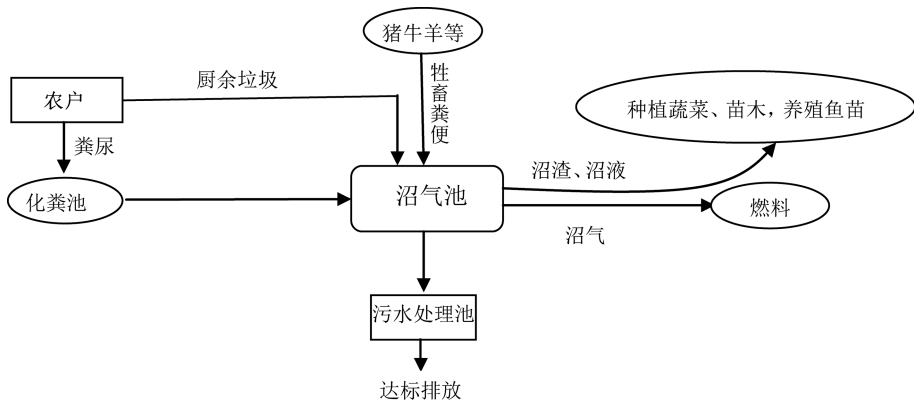 猪牛羊等
厨余垃圾
牲畜粪便
农户
种植蔬菜、苗木，养殖鱼苗
粪尿
沼渣、沼液
化粪池
沼气池
燃料
沼气
污水处理池
达标排放